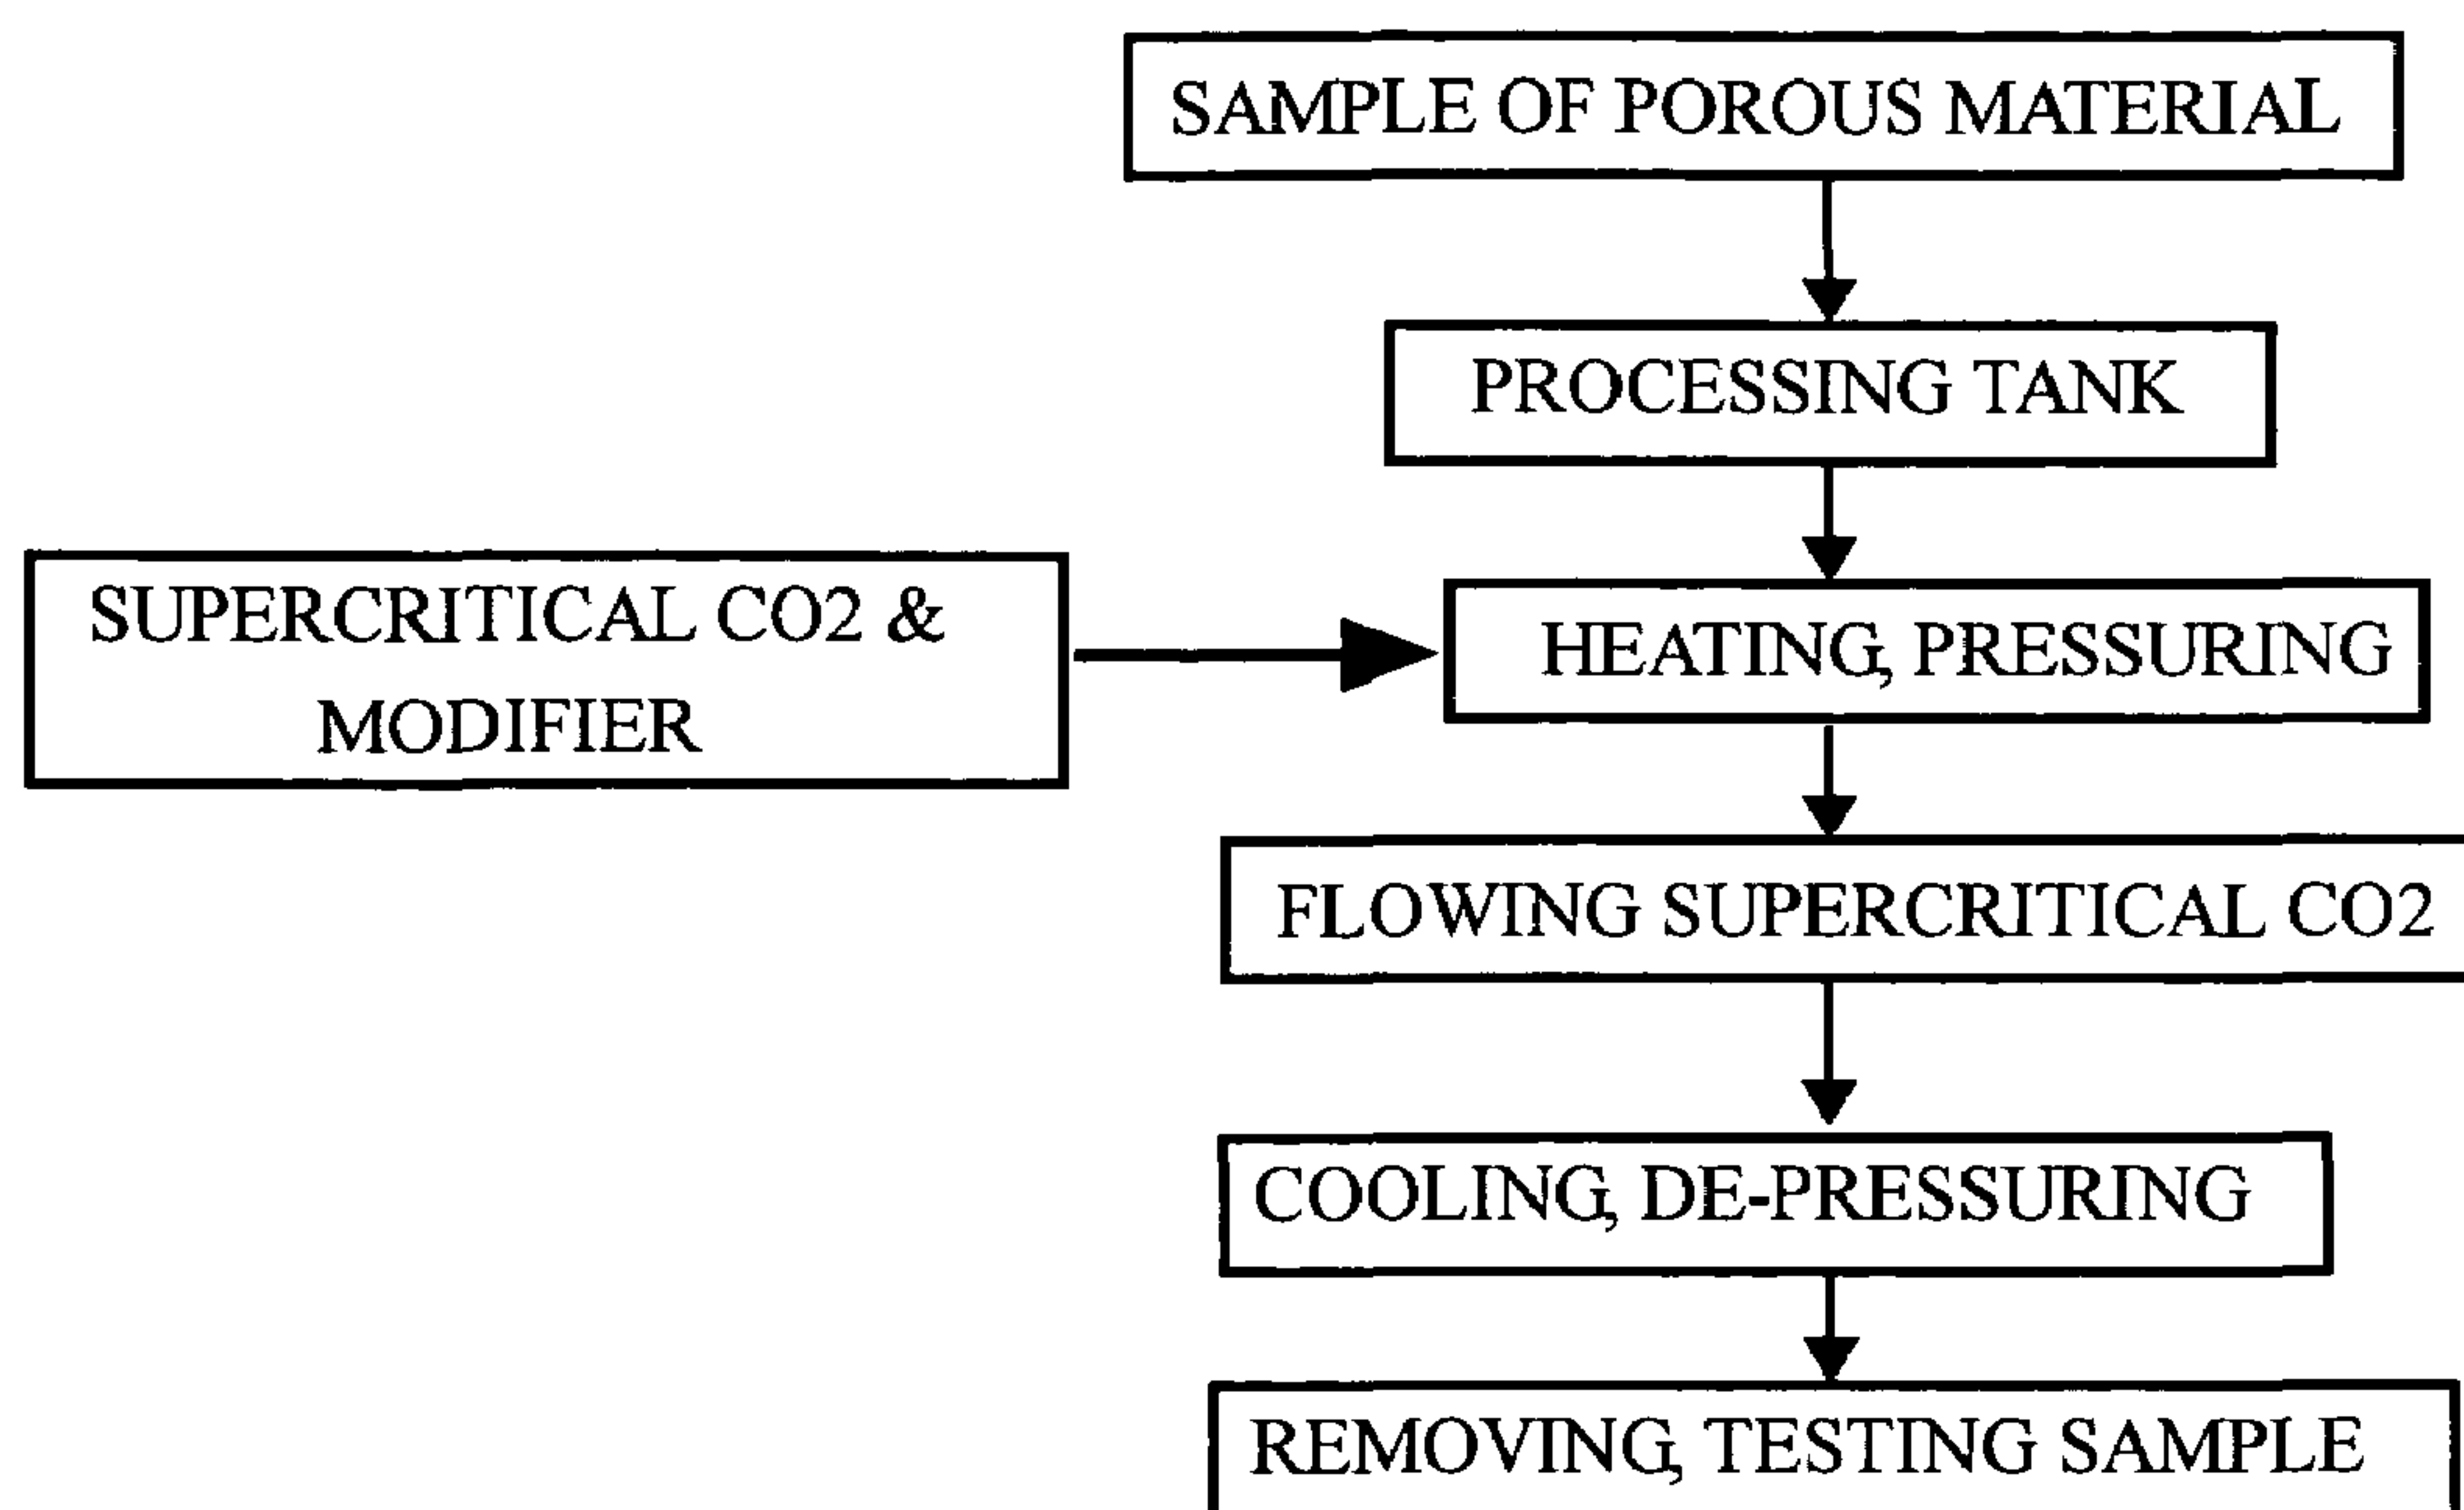 SAMPLE OF POROUS MATERIAL
PROCESSING TANK
SUPERCRITICAL CO2 &
MODIFIER
HEATING, PRESSURING
FLOWING SUPERCRITICAL CO2
COOLING, DE-PRESSURING
REMOVING, TESTING SAMPLE